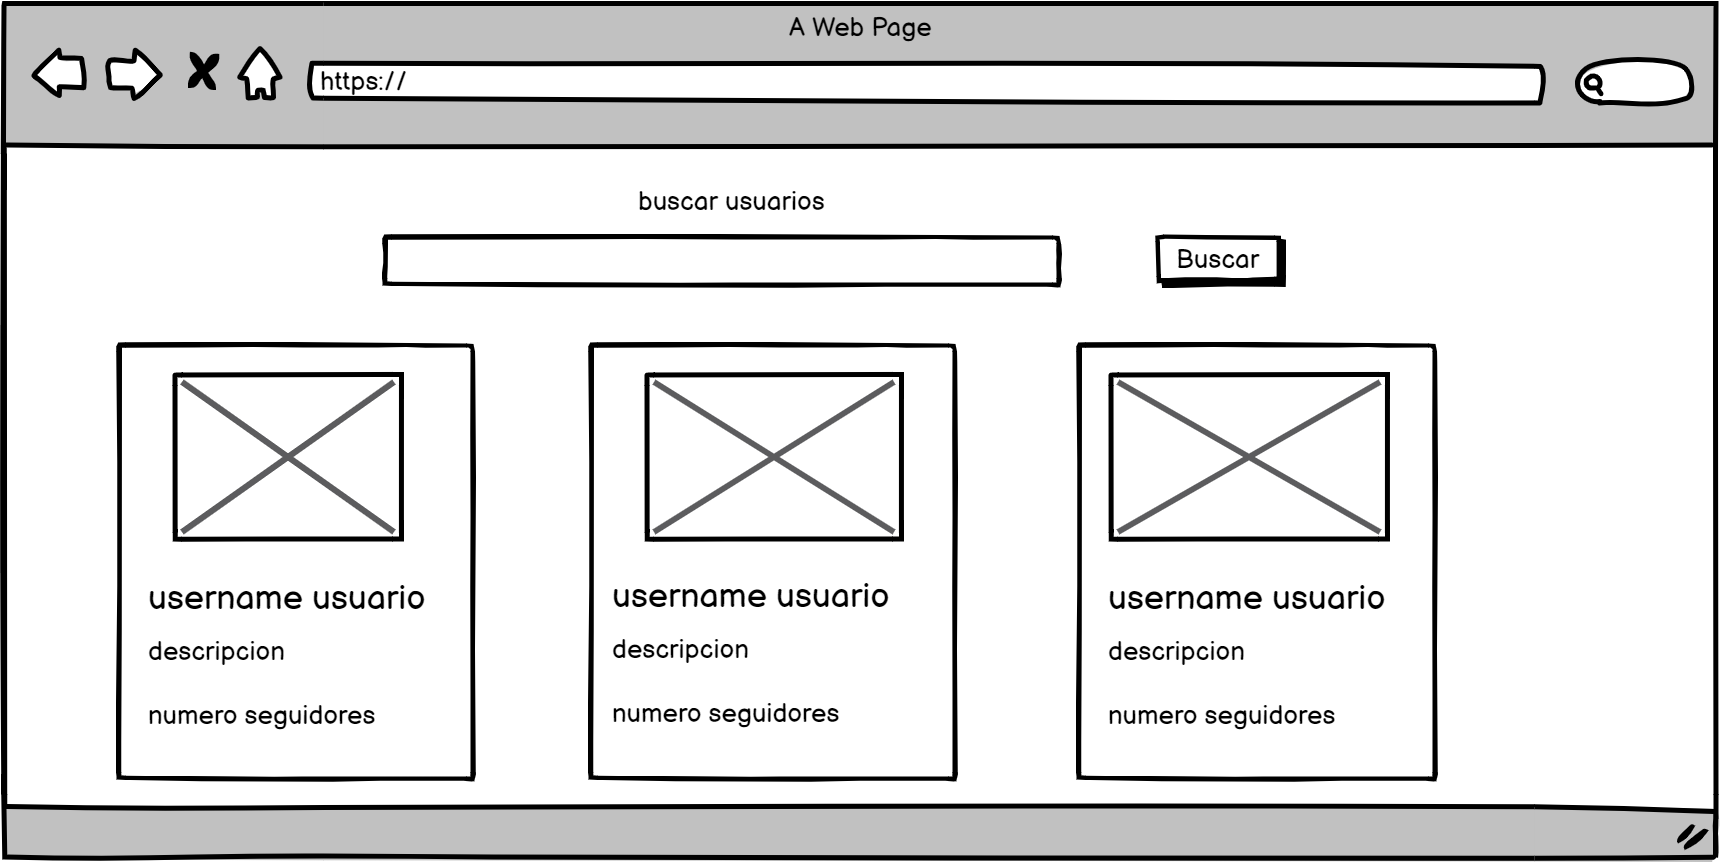 A Web Page
https://
buscar usuarios
Buscar
username usuario
descripcion
numero seguidores
username usuario
descripcion
numero seguidores
username usuario
descripcion
numero seguidores